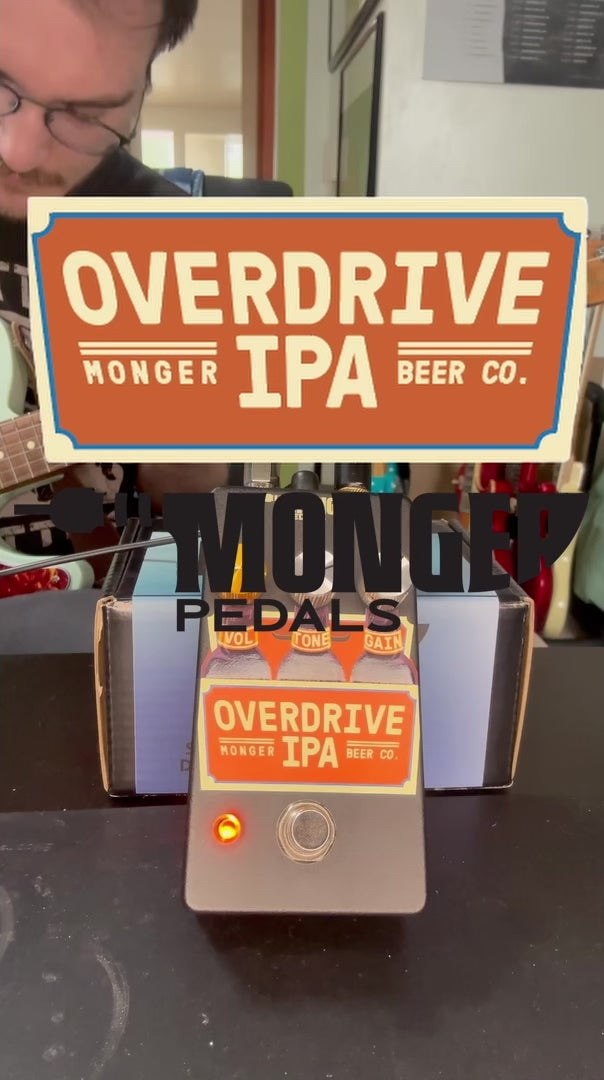 OVERDRIVE
MONGER IPA BEER CO.
MONGER
PEDALS
VOL TONE GAIN
OVERDRIVE
MONGER IPA BEER CO.